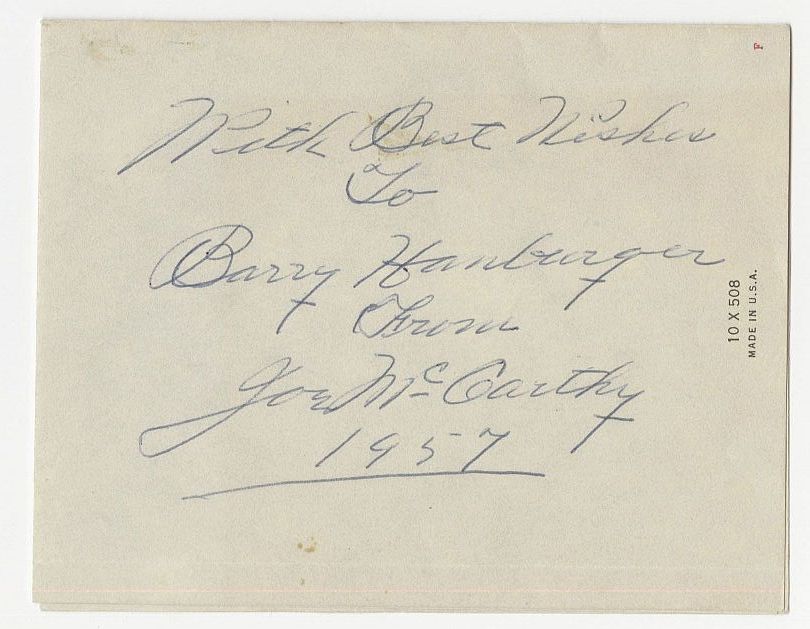 With Best Wishes
To
Barry Hamburger
From
Joe McCarthy
1957
10 X 508
MADE IN U.S.A.
F